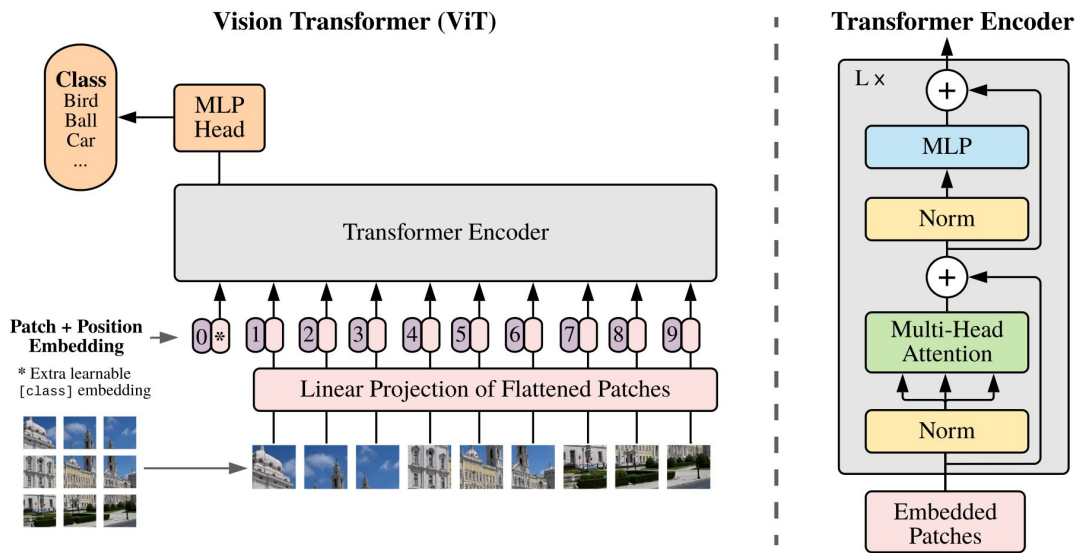 Vision Transformer (ViT)
Class
Bird
Ball
Car
...
MLP
Head
Transformer Encoder
0 * 1 2 3 4 5 6 7 8 9
Patch + Position
Embedding
* Extra learnable
[class] embedding
Linear Projection of Flattened Patches
Transformer Encoder
L ×
+
MLP
Norm
+
Multi-Head
Attention
Norm
Embedded
Patches